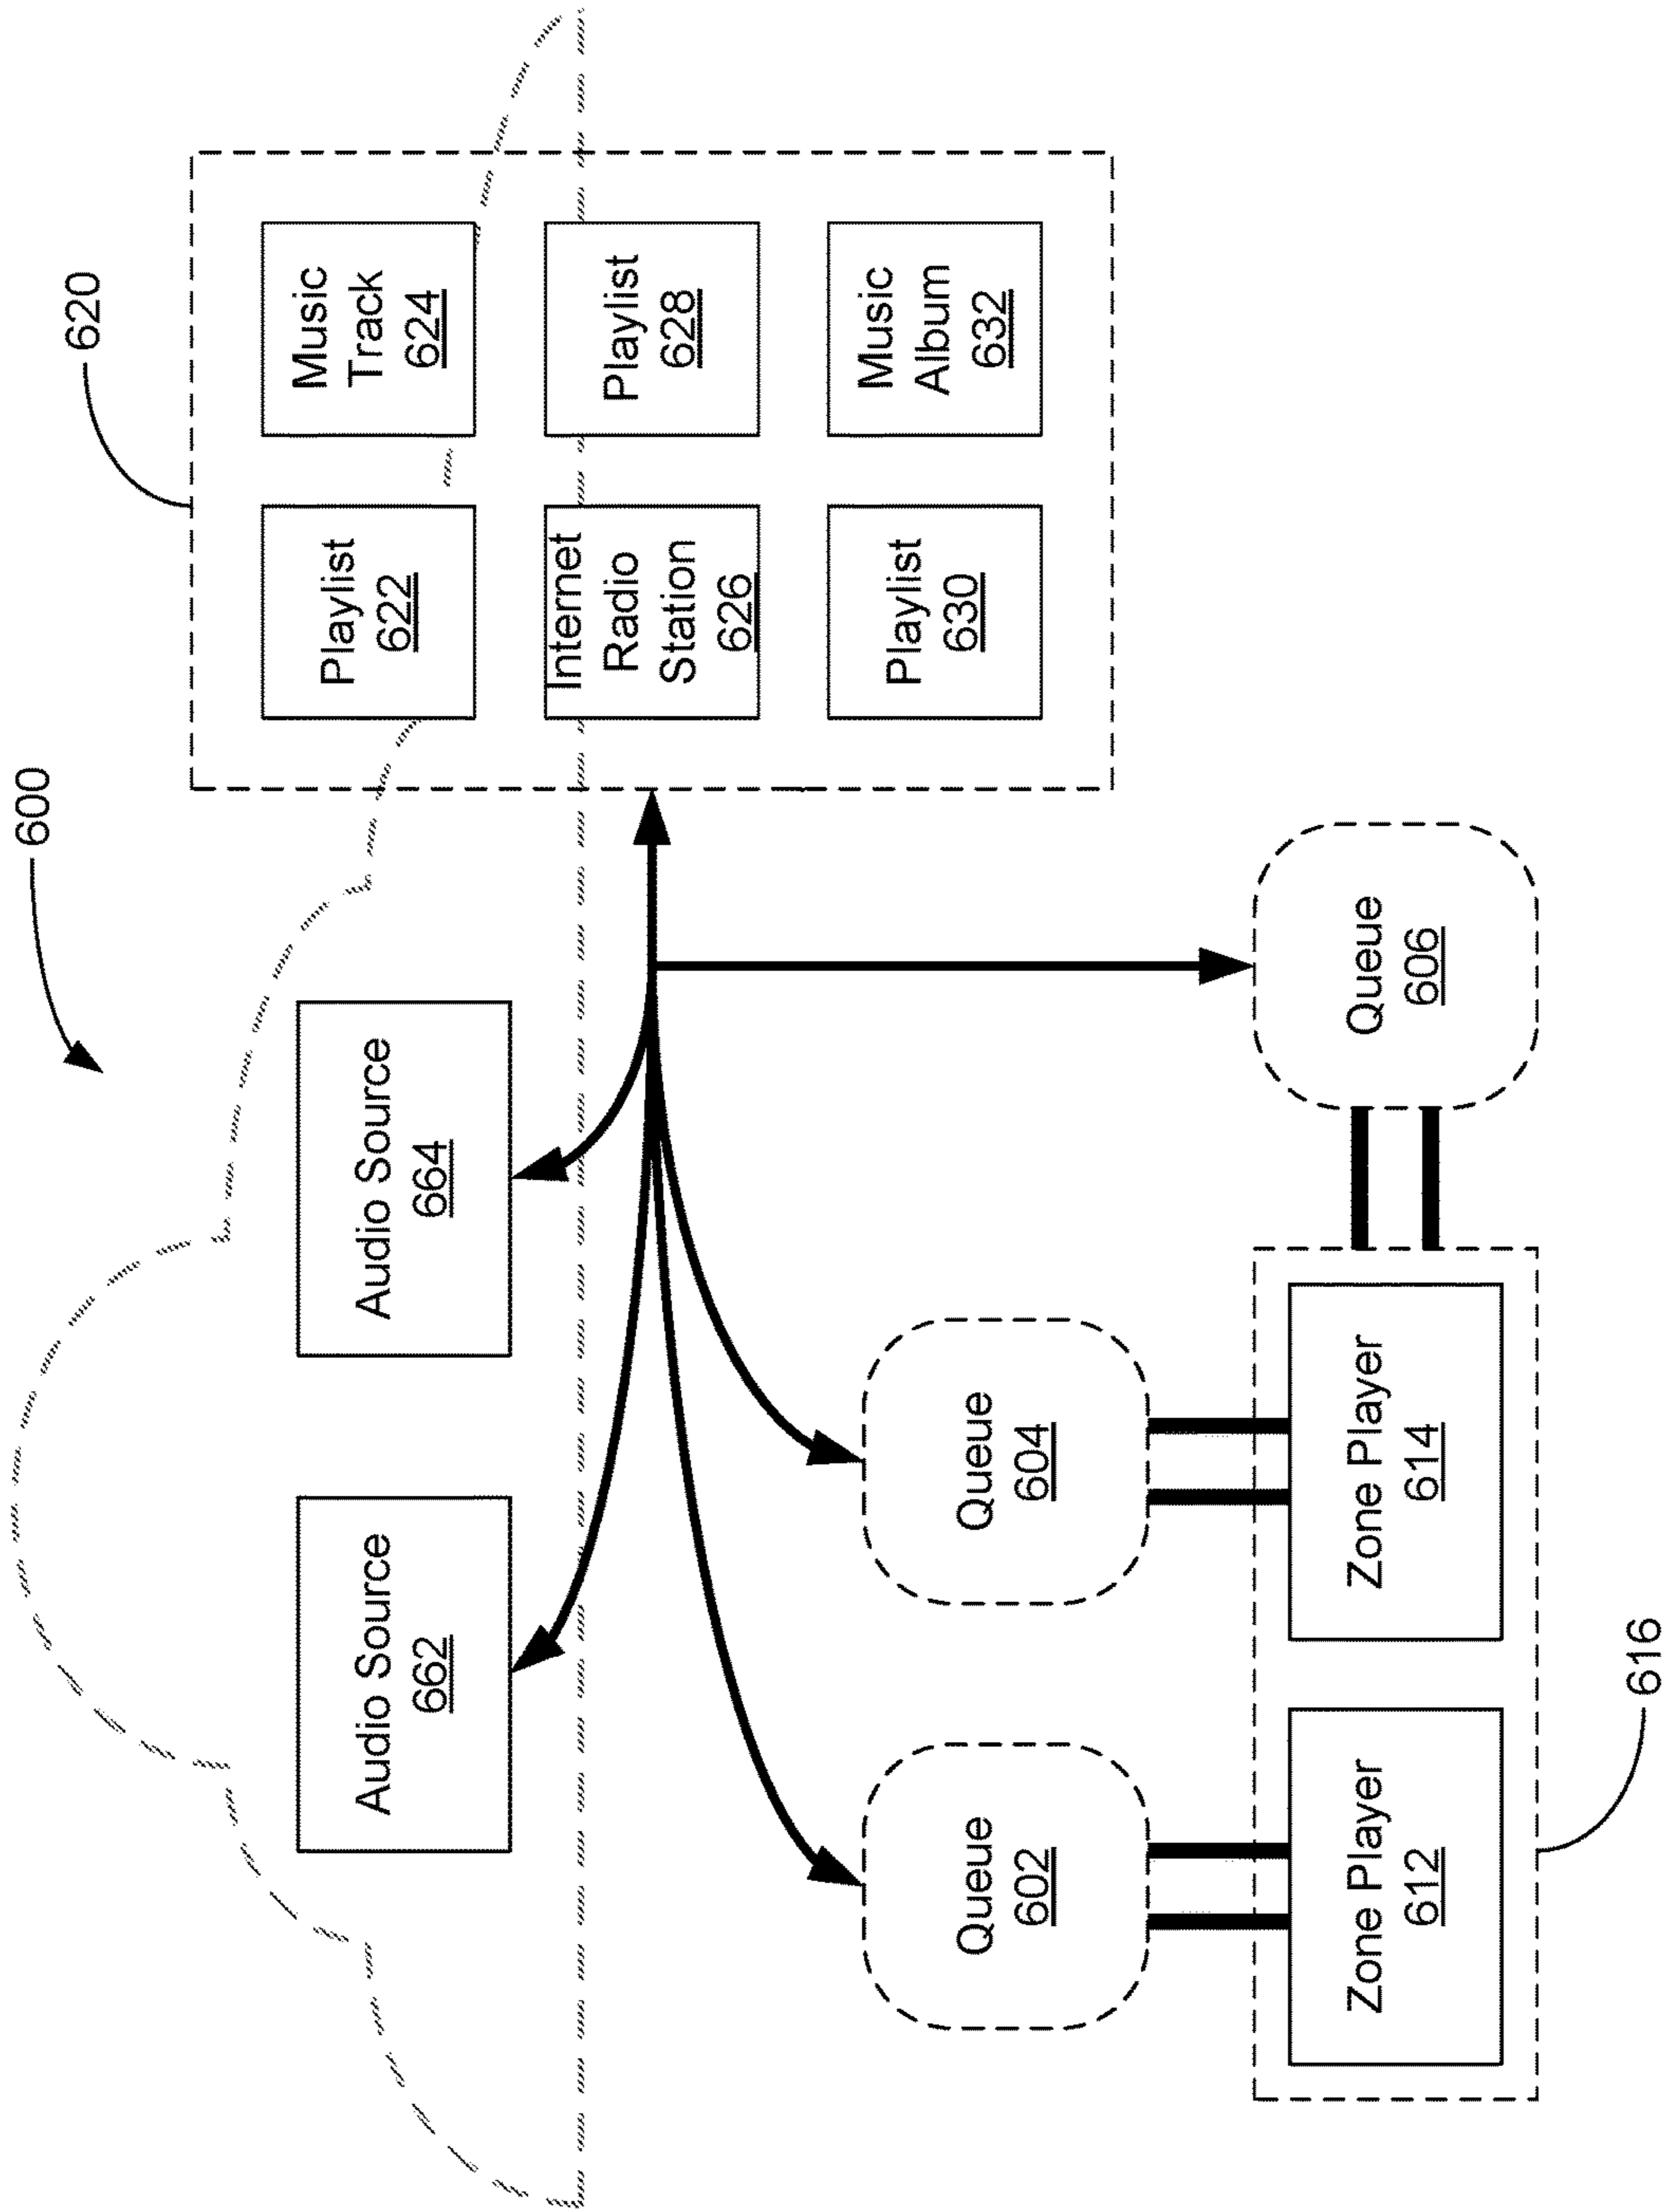 600
620
Audio Source
662
Audio Source
664
Playlist
622
Music
Track
624
Internet
Radio
Station
626
Playlist
628
Playlist
630
Music
Album
632
Queue
602
Queue
604
Queue
606
Zone Player
612
Zone Player
614
616